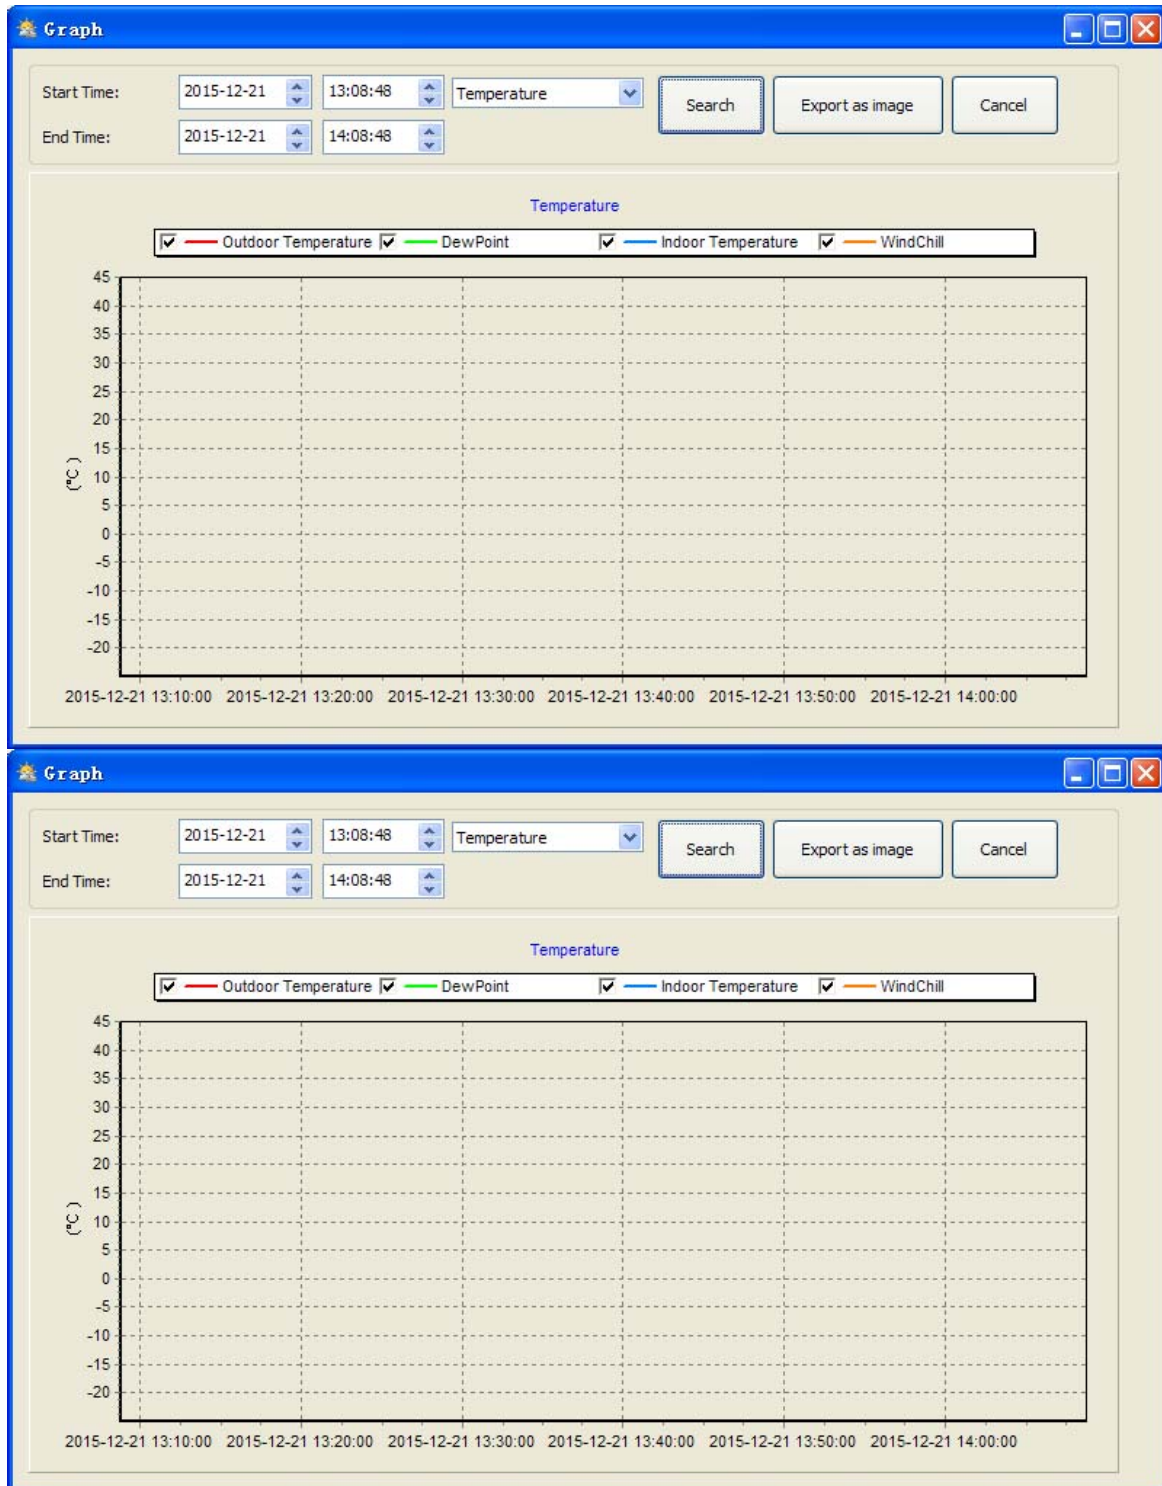 Graph
Start Time: 2015-12-21 13:08:48 Temperature Search Export as image Cancel
End Time: 2015-12-21 14:08:48
Temperature
Outdoor Temperature DewPoint Indoor Temperature WindChill
45
40
35
30
25
20
15
(°C) 10
5
0
-5
-10
-15
-20
2015-12-21 13:10:00 2015-12-21 13:20:00 2015-12-21 13:30:00 2015-12-21 13:40:00 2015-12-21 13:50:00 2015-12-21 14:00:00
Graph
Start Time: 2015-12-21 13:08:48 Temperature Search Export as image Cancel
End Time: 2015-12-21 14:08:48
Temperature
Outdoor Temperature DewPoint Indoor Temperature WindChill
45
40
35
30
25
20
15
(°C) 10
5
0
-5
-10
-15
-20
2015-12-21 13:10:00 2015-12-21 13:20:00 2015-12-21 13:30:00 2015-12-21 13:40:00 2015-12-21 13:50:00 2015-12-21 14:00:00